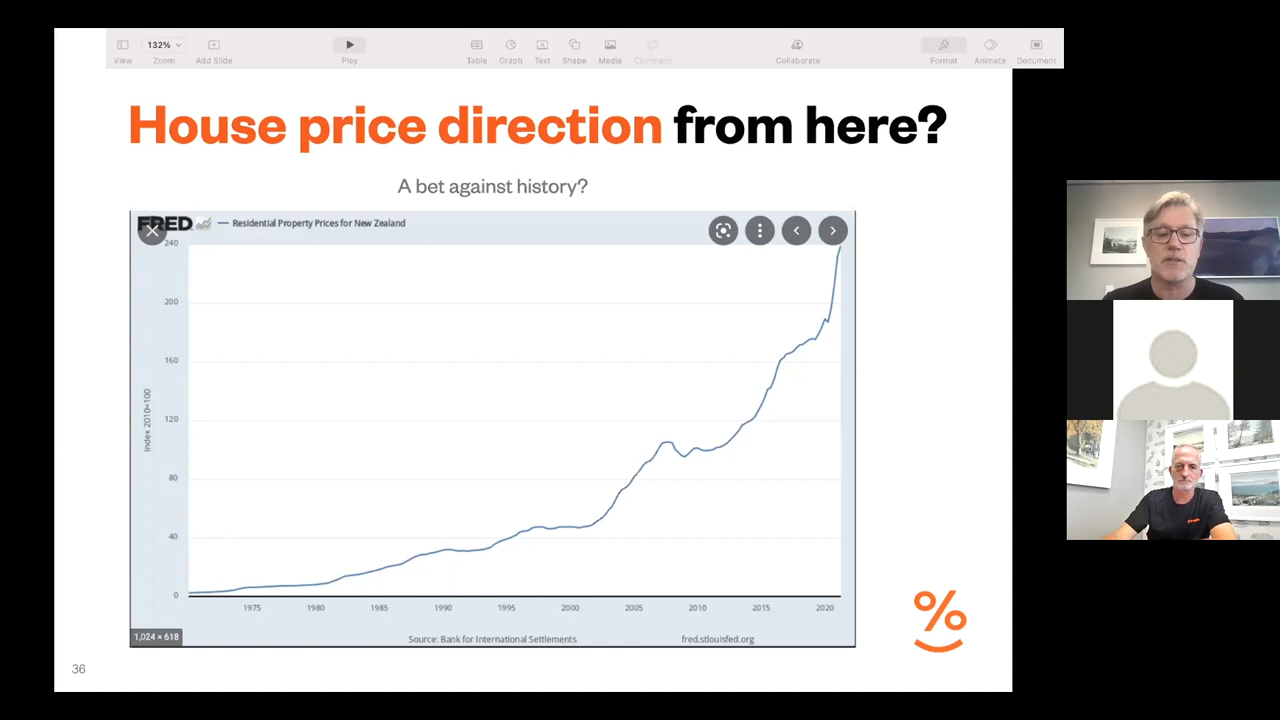 132%
View
Zoom
Add Slide
Play
Table
Graph
Text
Shape
Media
Comment
Collaborate
Format
Animate
Document
House price direction from here?
A bet against history?
FRED
Residential Property Prices for New Zealand
240
200
160
120
80
40
0
Index 2010=100
1975 1980 1985 1990 1995 2000 2005 2010 2015 2020
1,024 × 618
Source: Bank for International Settlements
fred.stlouisfed.org
%
36